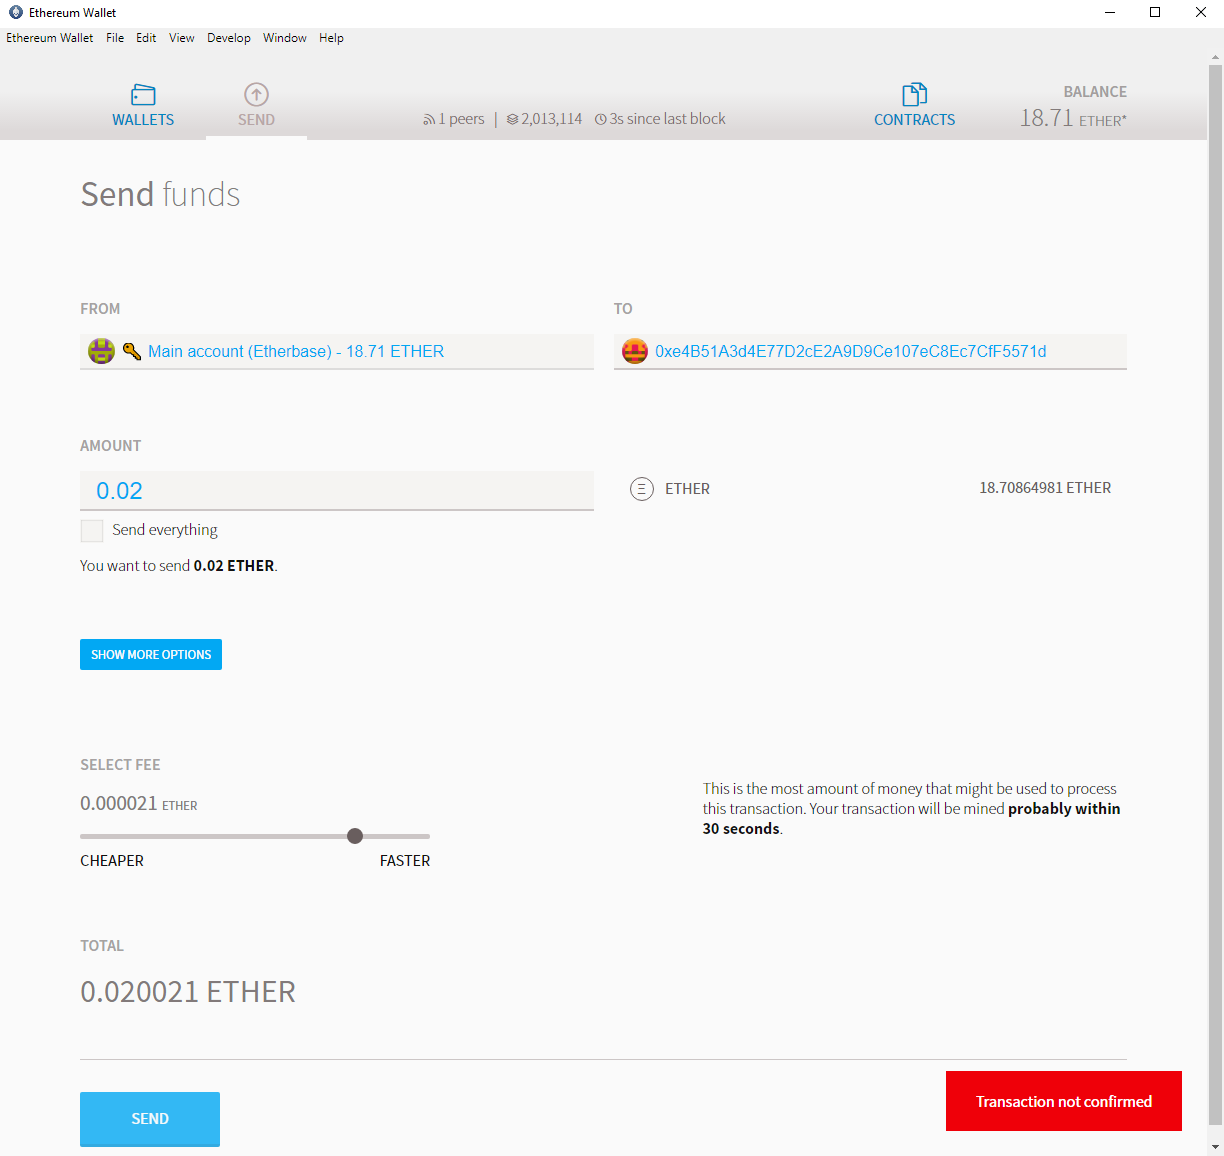 Ethereum Wallet
Ethereum Wallet File Edit View Develop Window Help
WALLETS
SEND
1 peers | 2,013,114 3s since last block
CONTRACTS
BALANCE
18.71 ETHER*
Send funds
FROM
Main account (Etherbase) - 18.71 ETHER
TO
0xe4B51A3d4E77D2cE2A9D9Ce107eC8Ec7CfF5571d
AMOUNT
0.02
ETHER
18.70864981 ETHER
Send everything
You want to send 0.02 ETHER.
SHOW MORE OPTIONS
SELECT FEE
0.000021 ETHER
CHEAPER
FASTER
This is the most amount of money that might be used to process
this transaction. Your transaction will be mined probably within
30 seconds.
TOTAL
0.020021 ETHER
SEND
Transaction not confirmed